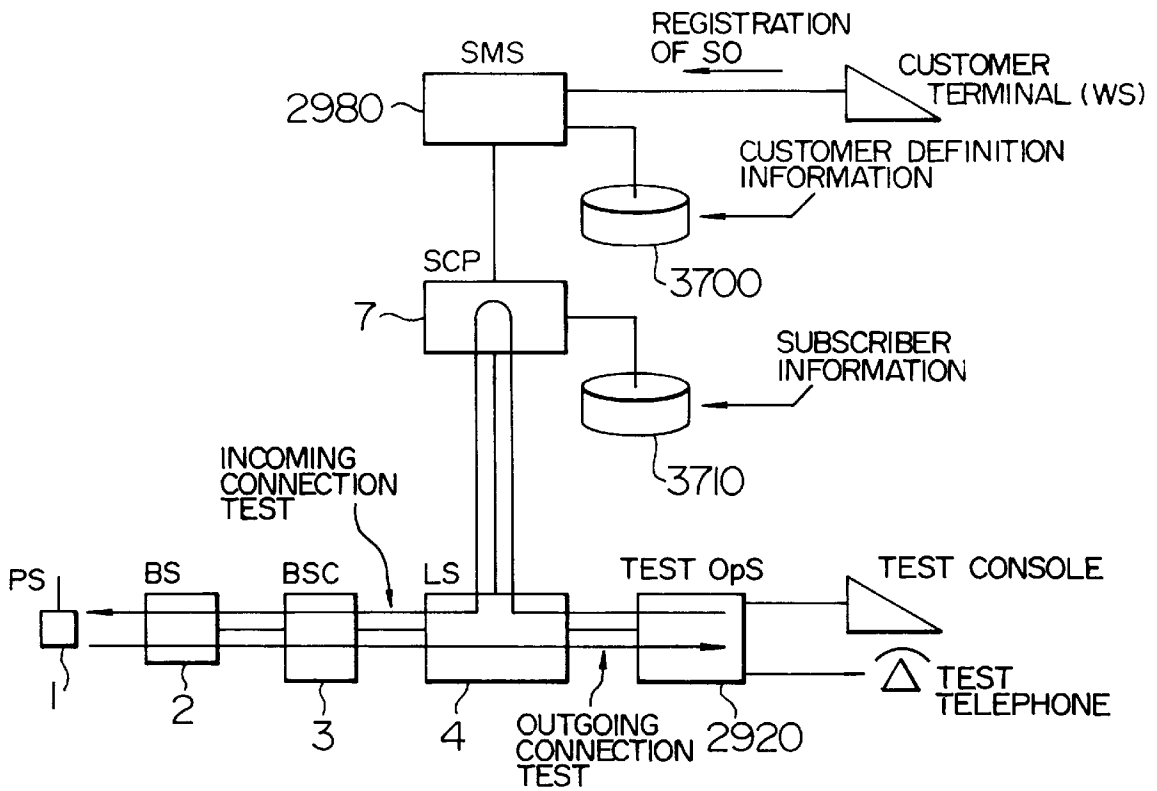 REGISTRATION
OF SO
SMS
CUSTOMER
TERMINAL (WS)
2980
CUSTOMER DEFINITION
INFORMATION
3700
SCP
7
SUBSCRIBER
INFORMATION
3710
INCOMING
CONNECTION
TEST
PS
BS
BSC
LS
TEST OpS
TEST CONSOLE
1
2
3
4
2920
TEST
TELEPHONE
OUTGOING
CONNECTION
TEST